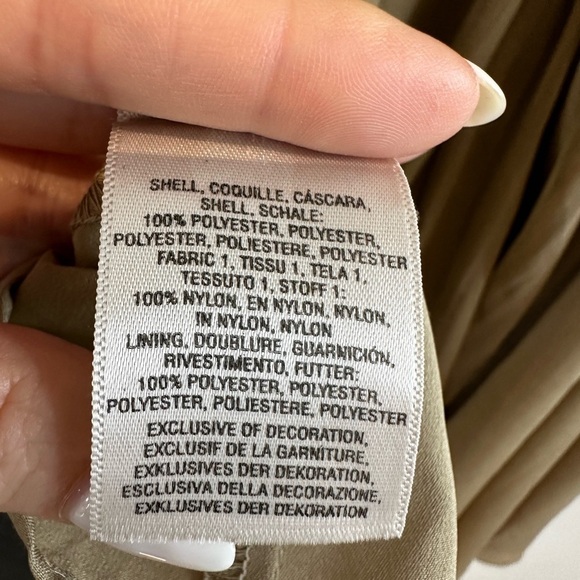 SHELL, COQUILLE, CÁSCARA,
SHELL, SCHALE:
100% POLYESTER, POLYESTER,
POLYESTER, POLIESTERE, POLYESTER
FABRIC 1, TISSU 1, TELA 1,
TESSUTO 1, STOFF 1:
100% NYLON, EN NYLON, NYLON,
IN NYLON, NYLON
LINING, DOUBLURE, GUARNICIÓN,
RIVESTIMENTO, FUTTER:
100% POLYESTER, POLYESTER,
POLYESTER, POLIESTERE, POLYESTER
EXCLUSIVE OF DECORATION,
EXCLUSIF DE LA GARNITURE,
EXKLUSIVES DER DEKORATION,
ESCLUSIVA DELLA DECORAZIONE,
EXKLUSIVES DER DEKORATION